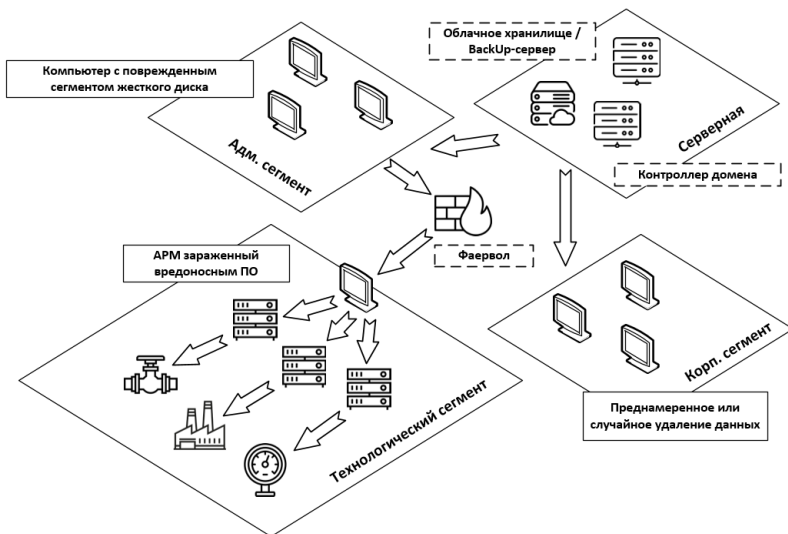 Облачное хранилище /
BackUp-сервер
Компьютер с поврежденным
сегментом жесткого диска
Адм. сегмент
Серверная
Контроллер домена
Фаервол
АРМ зараженный
вредоносным ПО
Корп. сегмент
Преднамеренное или
случайное удаление данных
Технологический сегмент